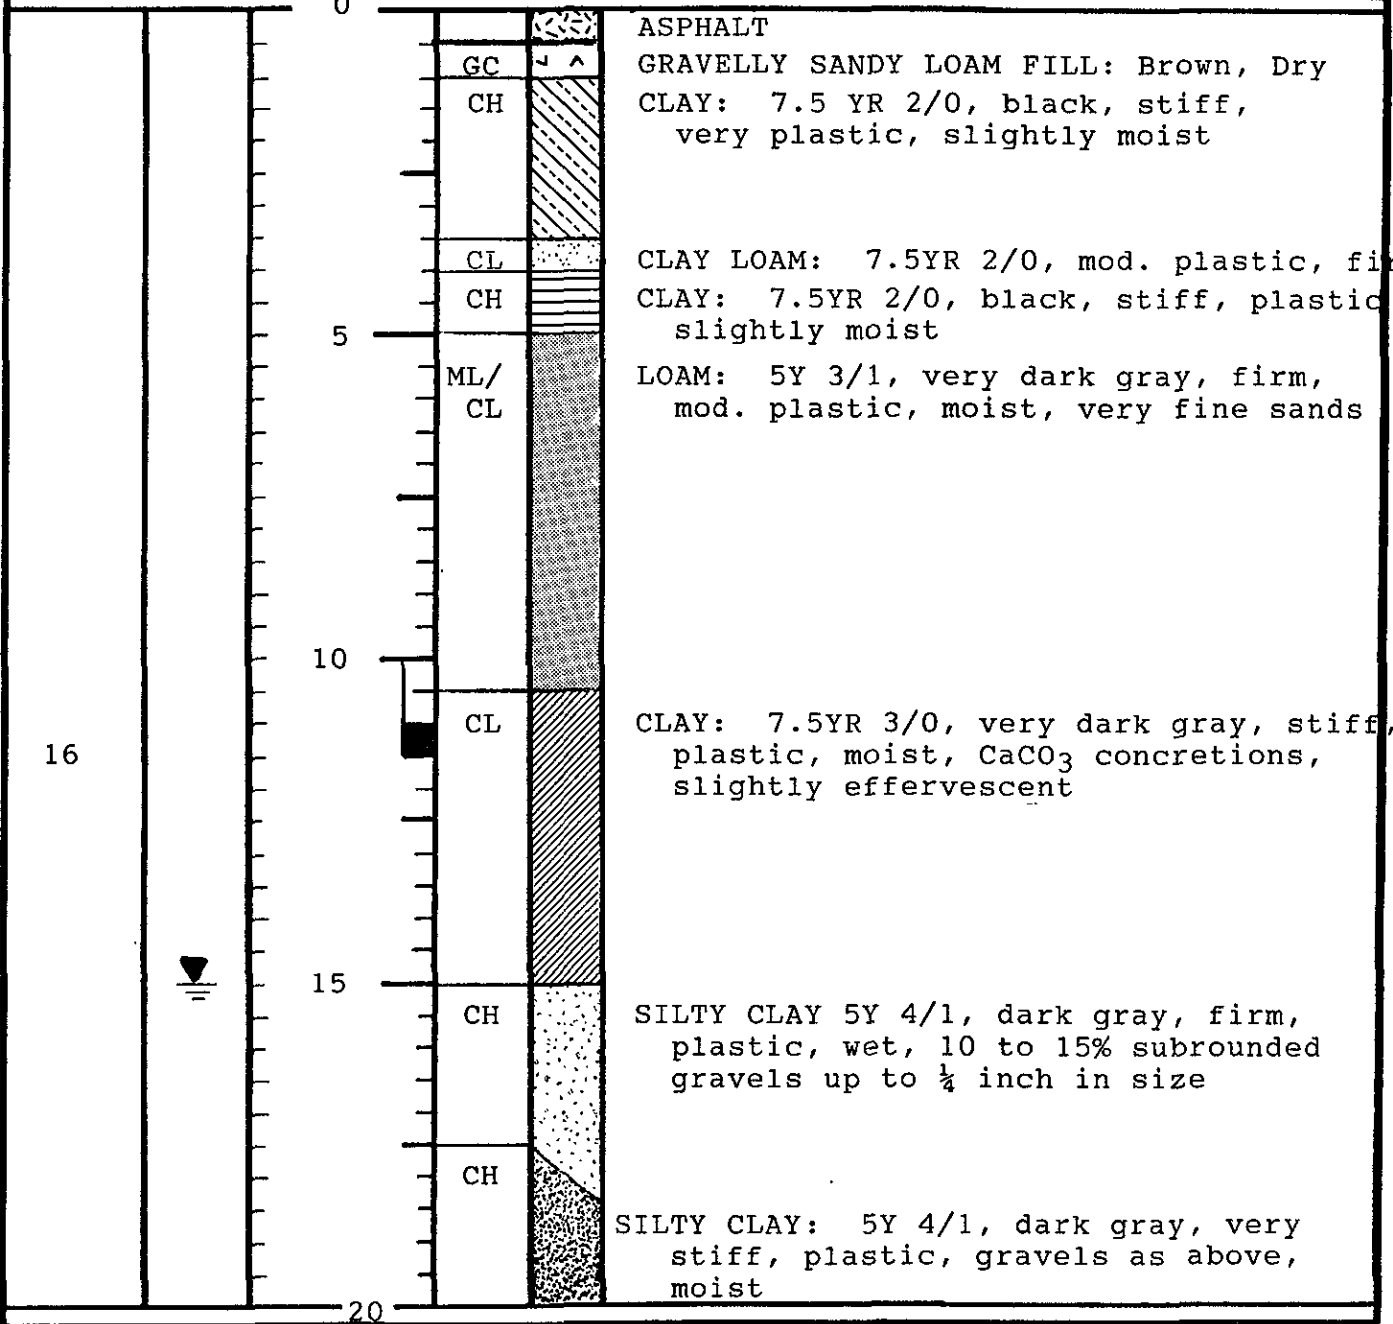 0
ASPHALT
GC
GRAVELLY SANDY LOAM FILL: Brown, Dry
CH
CLAY: 7.5 YR 2/0, black, stiff,
very plastic, slightly moist
CL
CLAY LOAM: 7.5YR 2/0, mod. plastic,
CH
CLAY: 7.5YR 2/0, black, stiff, plastic
slightly moist
5
ML/
CL
LOAM: 5Y 3/1, very dark gray, firm,
mod. plastic, moist, very fine sands
10
CL
CLAY: 7.5YR 3/0, very dark gray, stiff,
plastic, moist, CaCO3 concretions,
slightly effervescent
16
15
CH
SILTY CLAY 5Y 4/1, dark gray, firm,
plastic, wet, 10 to 15% subrounded
gravels up to ¼ inch in size
CH
SILTY CLAY: 5Y 4/1, dark gray, very
stiff, plastic, gravels as above,
moist
20